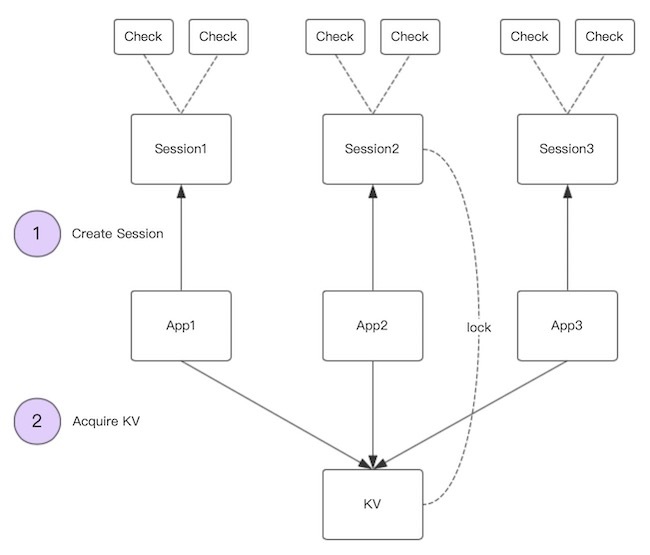 Check
Check
Check
Check
Check
Check
Session1
Session2
Session3
1
Create Session
App1
App2
lock
App3
2
Acquire KV
KV